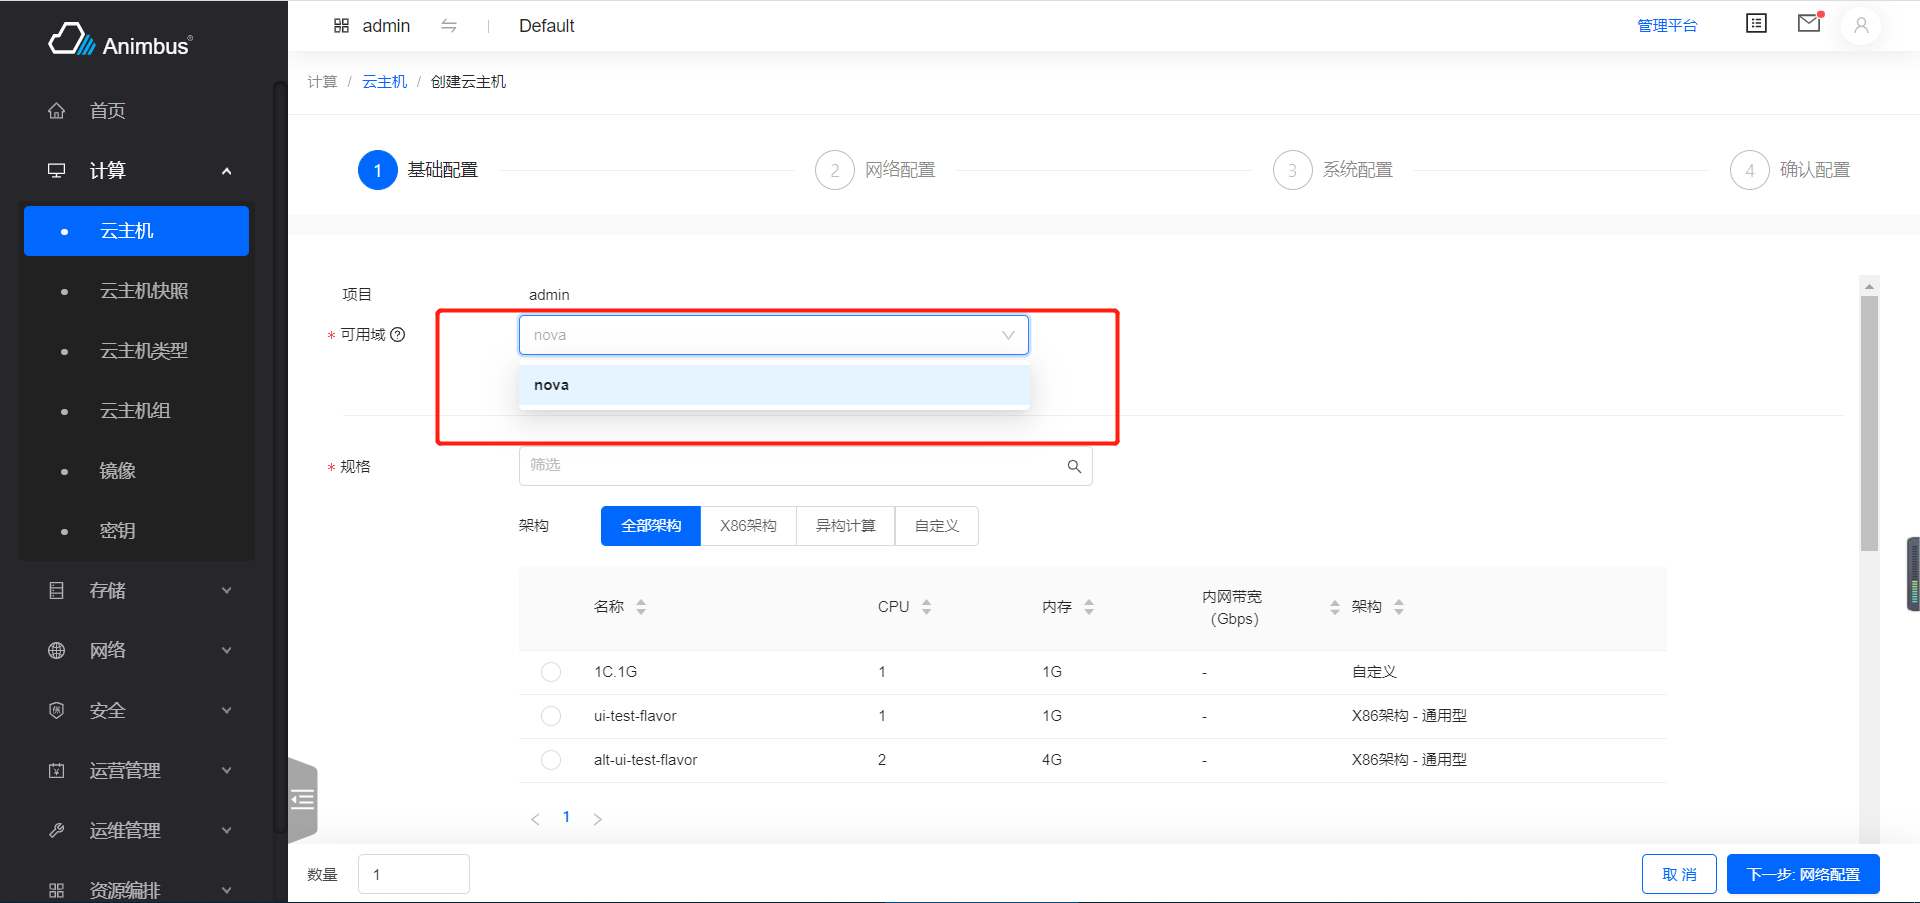 Animbus®
admin
Default
管理平台
首页
计算
云主机
云主机快照
云主机类型
云主机组
镜像
密钥
存储
网络
安全
运营管理
运维管理
资源编排
计算 / 云主机 / 创建云主机
1 基础配置
2 网络配置
3 系统配置
4 确认配置
项目 admin
* 可用域 nova
nova
* 规格 筛选
架构 全部架构 X86架构 异构计算 自定义
名称 CPU 内存 内网带宽 (Gbps) 架构
1C.1G 1 1G - 自定义
ui-test-flavor 1 1G - X86架构 - 通用型
alt-ui-test-flavor 2 4G - X86架构 - 通用型
< 1 >
数量 1
取 消
下一步: 网络配置